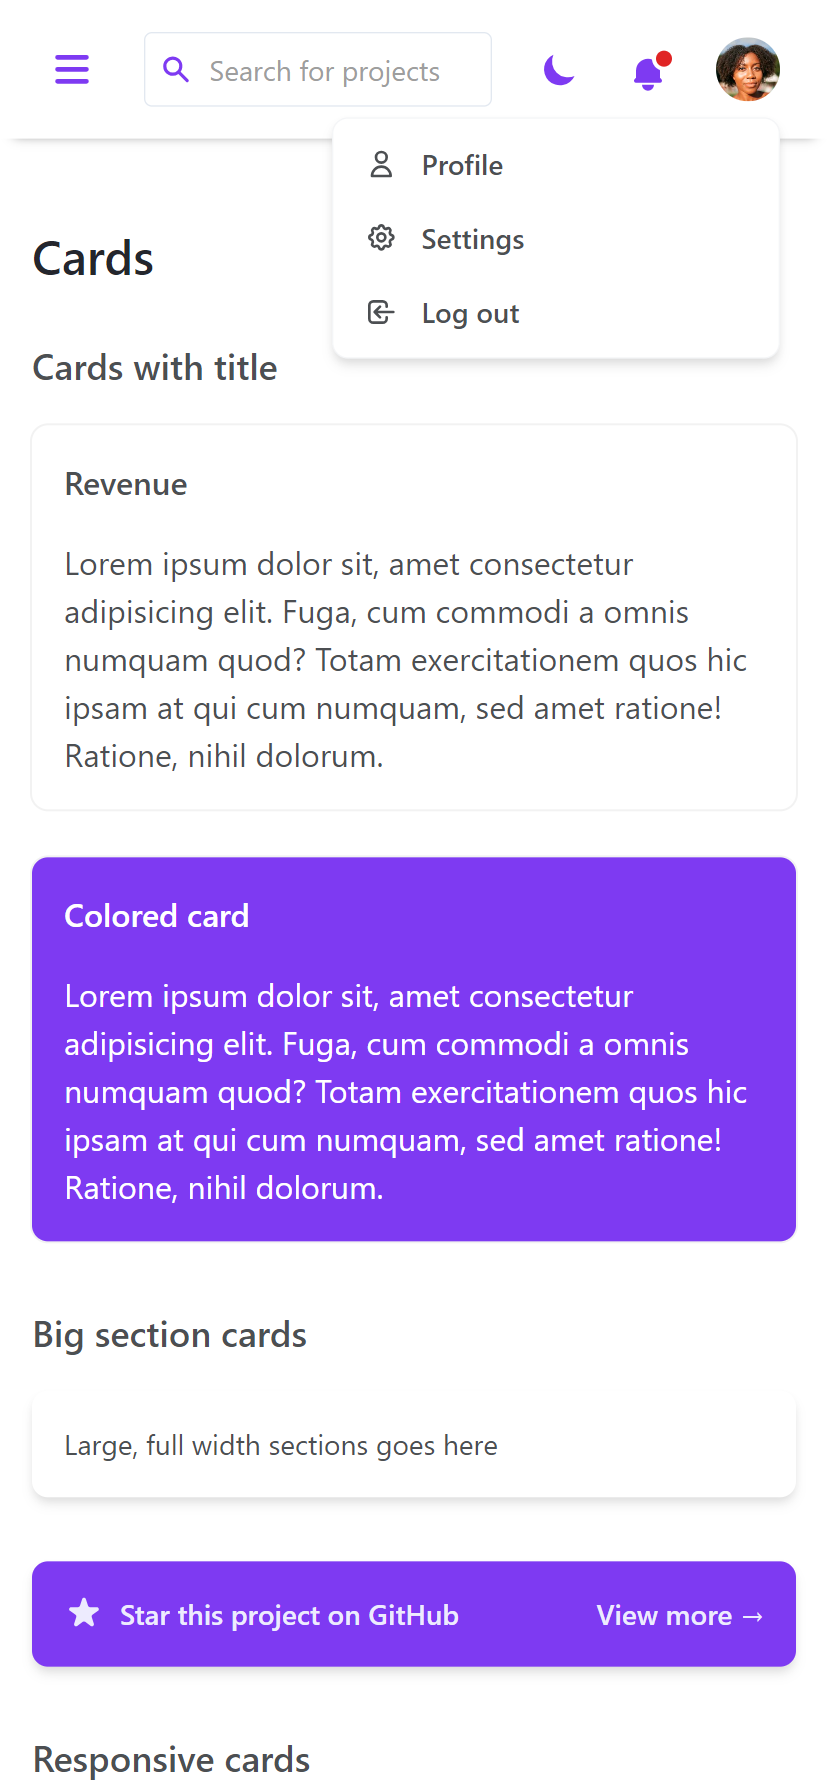 Search for projects
Profile
Settings
Log out
Cards
Cards with title
Revenue
Lorem ipsum dolor sit, amet consectetur
adipisicing elit. Fuga, cum commodi a omnis
numquam quod? Totam exercitationem quos hic
ipsam at qui cum numquam, sed amet ratione!
Ratione, nihil dolorum.
Colored card
Lorem ipsum dolor sit, amet consectetur
adipisicing elit. Fuga, cum commodi a omnis
numquam quod? Totam exercitationem quos hic
ipsam at qui cum numquam, sed amet ratione!
Ratione, nihil dolorum.
Big section cards
Large, full width sections goes here
Star this project on GitHub
View more →
Responsive cards